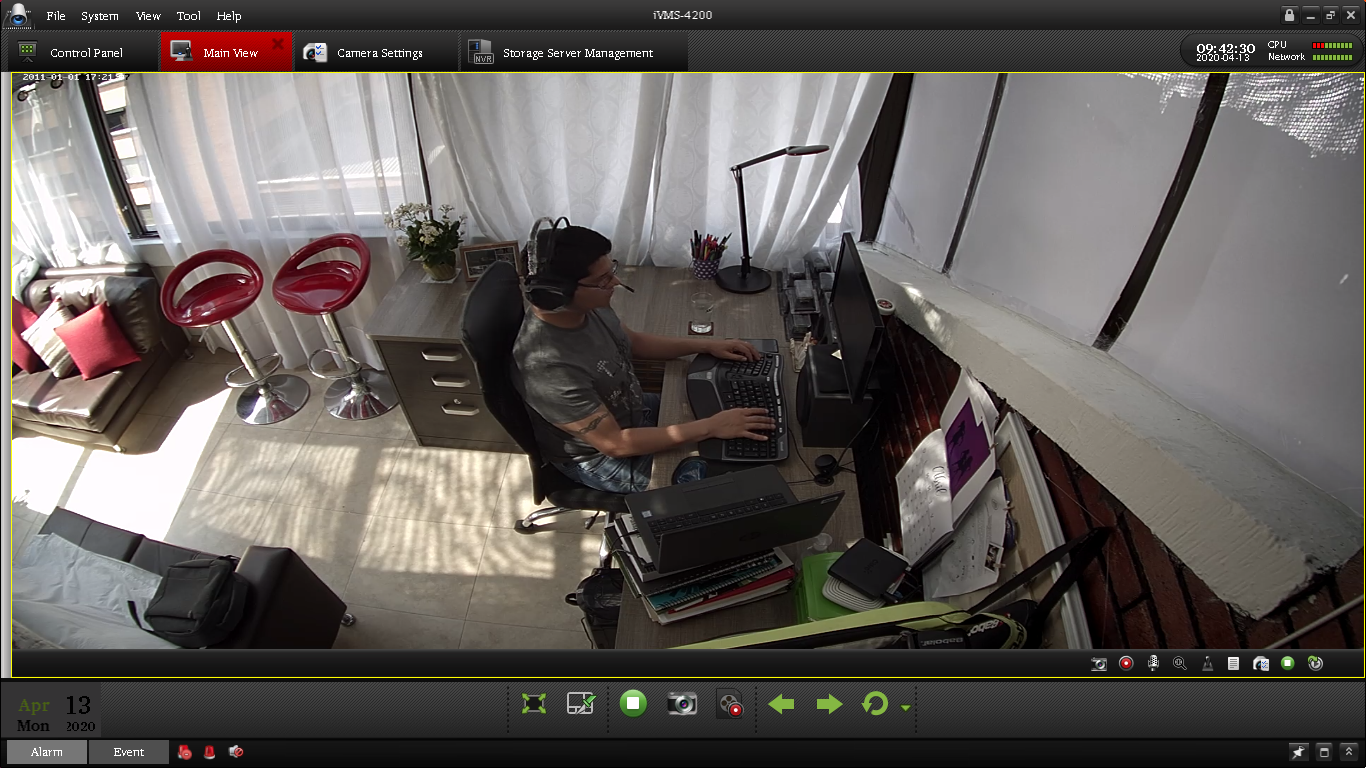 File System View Tool Help
iVMS-4200
Control Panel
Main View
Camera Settings
NVR
Storage Server Management
09:42:30
2020-04-13
CPU
Network
2011-01-01 17:21
Babolat
Apr 13
Mon 2020
Alarm
Event